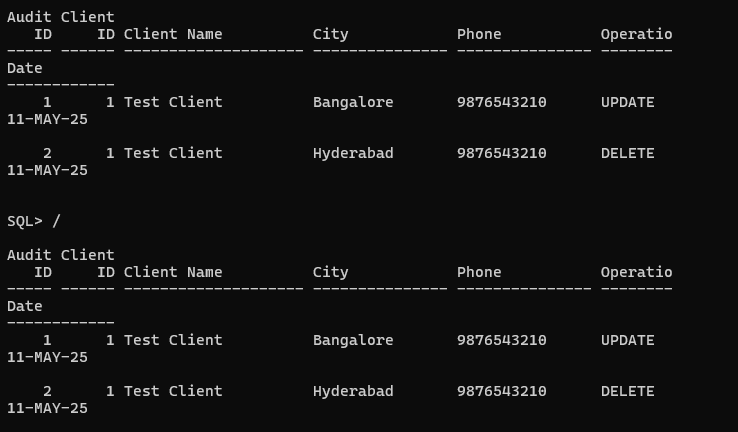 Audit Client
   ID     ID Client Name          City            Phone           Operatio
----- ------ -------------------- --------------- --------------- --------
Date
------------
    1      1 Test Client          Bangalore       9876543210      UPDATE
11-MAY-25

    2      1 Test Client          Hyderabad       9876543210      DELETE
11-MAY-25


SQL> /

Audit Client
   ID     ID Client Name          City            Phone           Operatio
----- ------ -------------------- --------------- --------------- --------
Date
------------
    1      1 Test Client          Bangalore       9876543210      UPDATE
11-MAY-25

    2      1 Test Client          Hyderabad       9876543210      DELETE
11-MAY-25